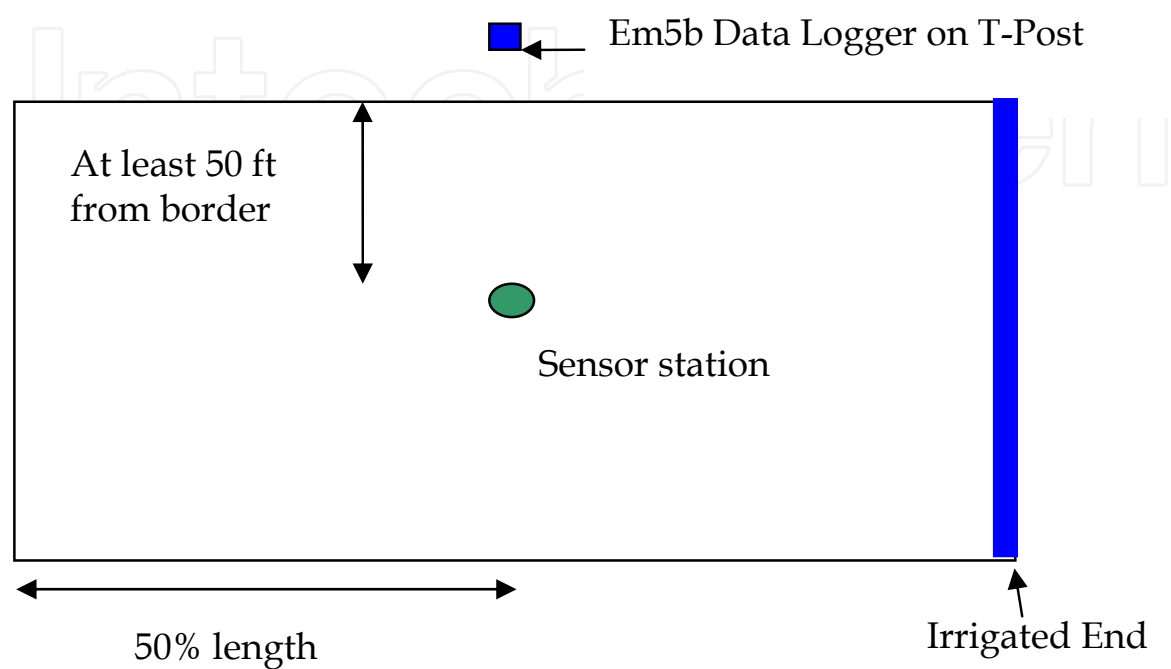 Em5b Data Logger on T-Post
At least 50 ft
from border
Sensor station
50% length
Irrigated End